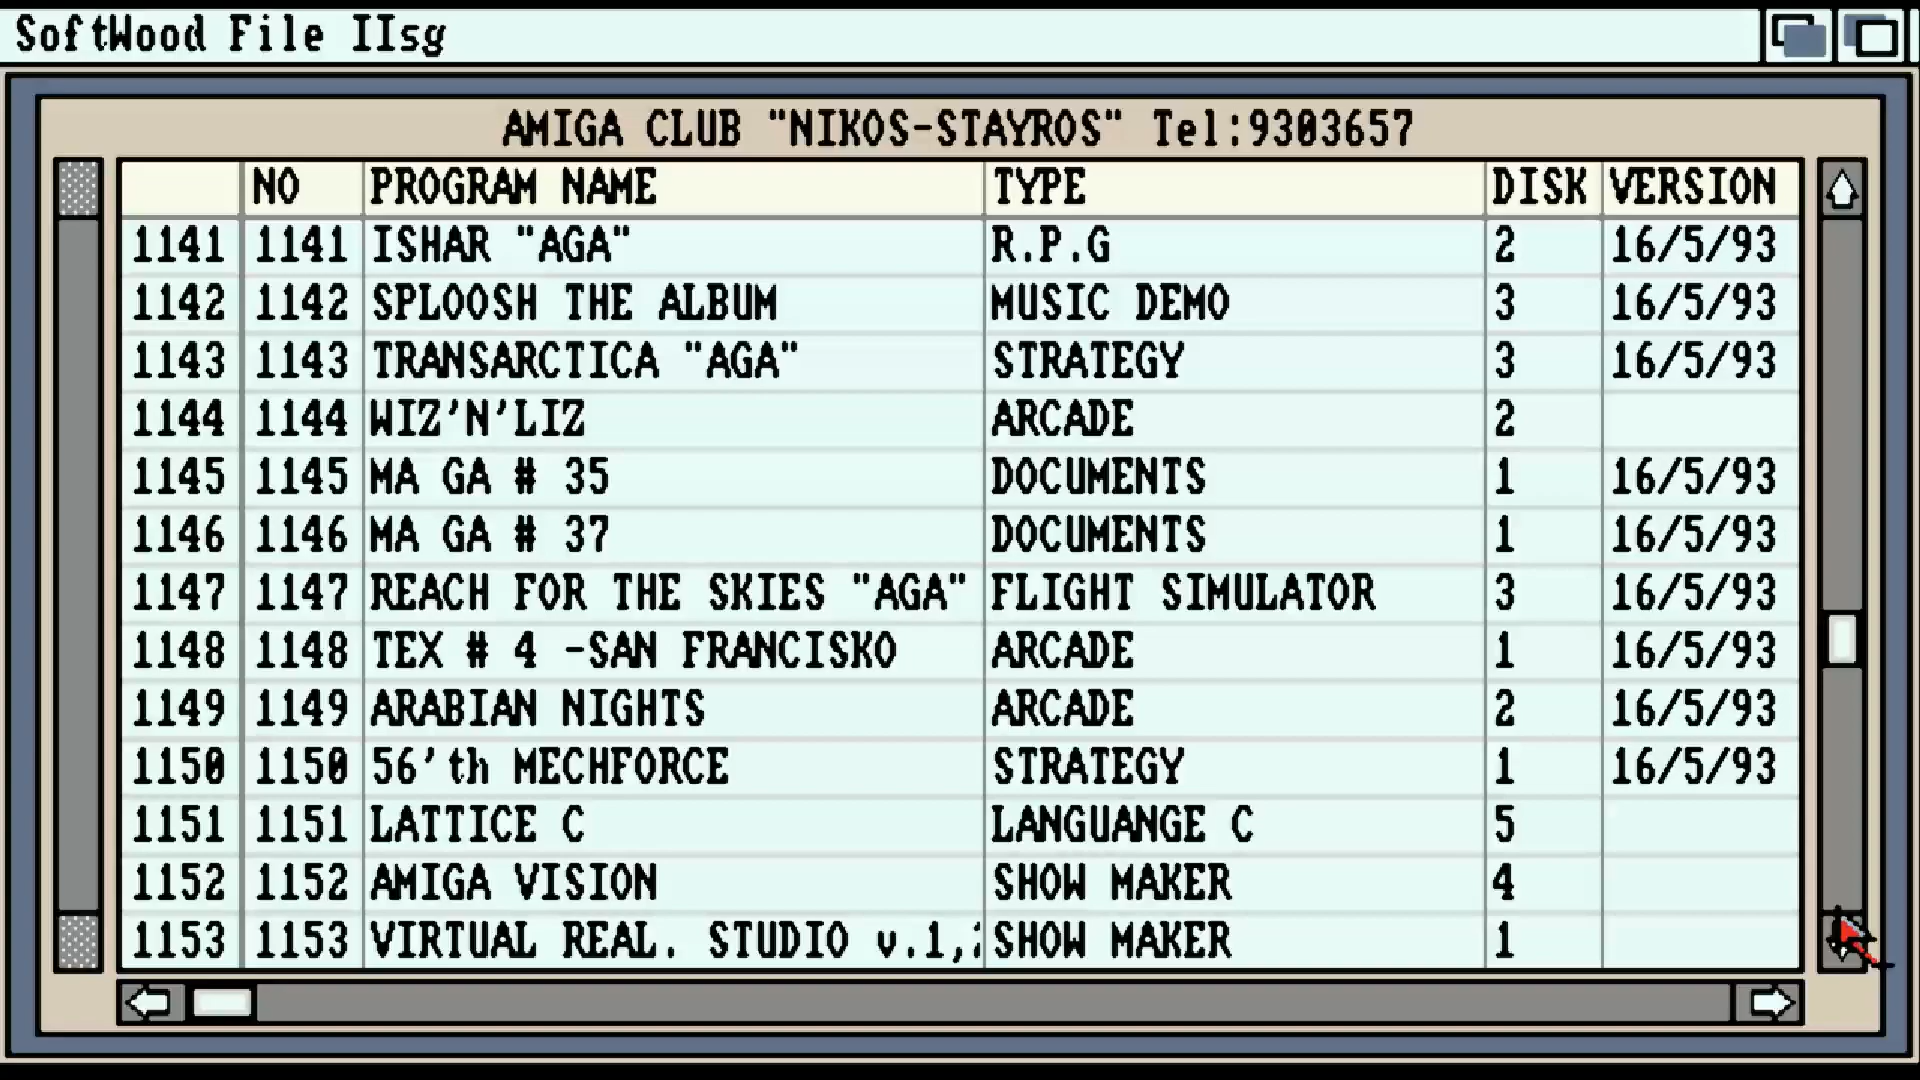 SoftWood File IIsg
AMIGA CLUB "NIKOS-STAYROS" Tel:9303657
NO PROGRAM NAME TYPE DISK VERSION
1141 1141 ISHAR "AGA" R.P.G 2 16/5/93
1142 1142 SPLOOSH THE ALBUM MUSIC DEMO 3 16/5/93
1143 1143 TRANSARCTICA "AGA" STRATEGY 3 16/5/93
1144 1144 WIZ'N'LIZ ARCADE 2
1145 1145 MA GA # 35 DOCUMENTS 1 16/5/93
1146 1146 MA GA # 37 DOCUMENTS 1 16/5/93
1147 1147 REACH FOR THE SKIES "AGA" FLIGHT SIMULATOR 3 16/5/93
1148 1148 TEX # 4 -SAN FRANCISKO ARCADE 1 16/5/93
1149 1149 ARABIAN NIGHTS ARCADE 2 16/5/93
1150 1150 56'th MECHFORCE STRATEGY 1 16/5/93
1151 1151 LATTICE C LANGUANGE C 5
1152 1152 AMIGA VISION SHOW MAKER 4
1153 1153 VIRTUAL REAL. STUDIO v.1, SHOW MAKER 1